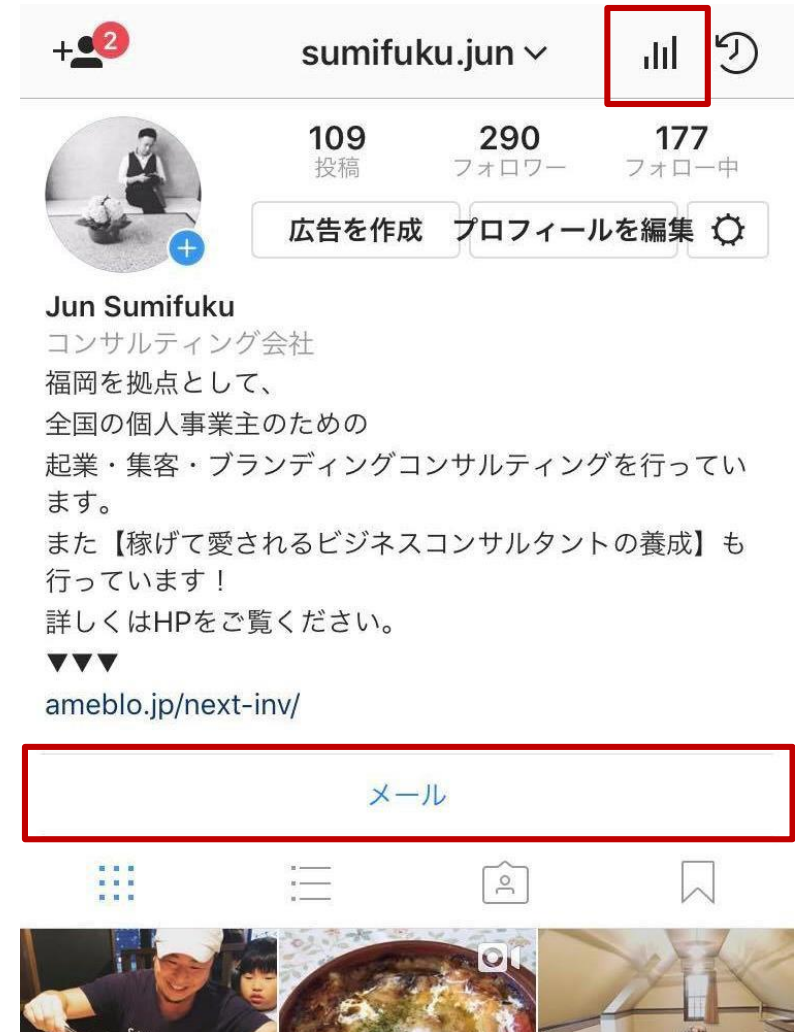 2
sumifuku.jun
109 290 177
投稿 フォロワー フォロー中
広告を作成 プロフィールを編集
Jun Sumifuku
コンサルティング会社
福岡を拠点として、
全国の個人事業主のための
起業・集客・ブランディングコンサルティングを行ってい
ます。
また【稼げて愛されるビジネスコンサルタントの養成】も
行っています！
詳しくはHPをご覧ください。
▼▼▼
ameblo.jp/next-inv/
メール